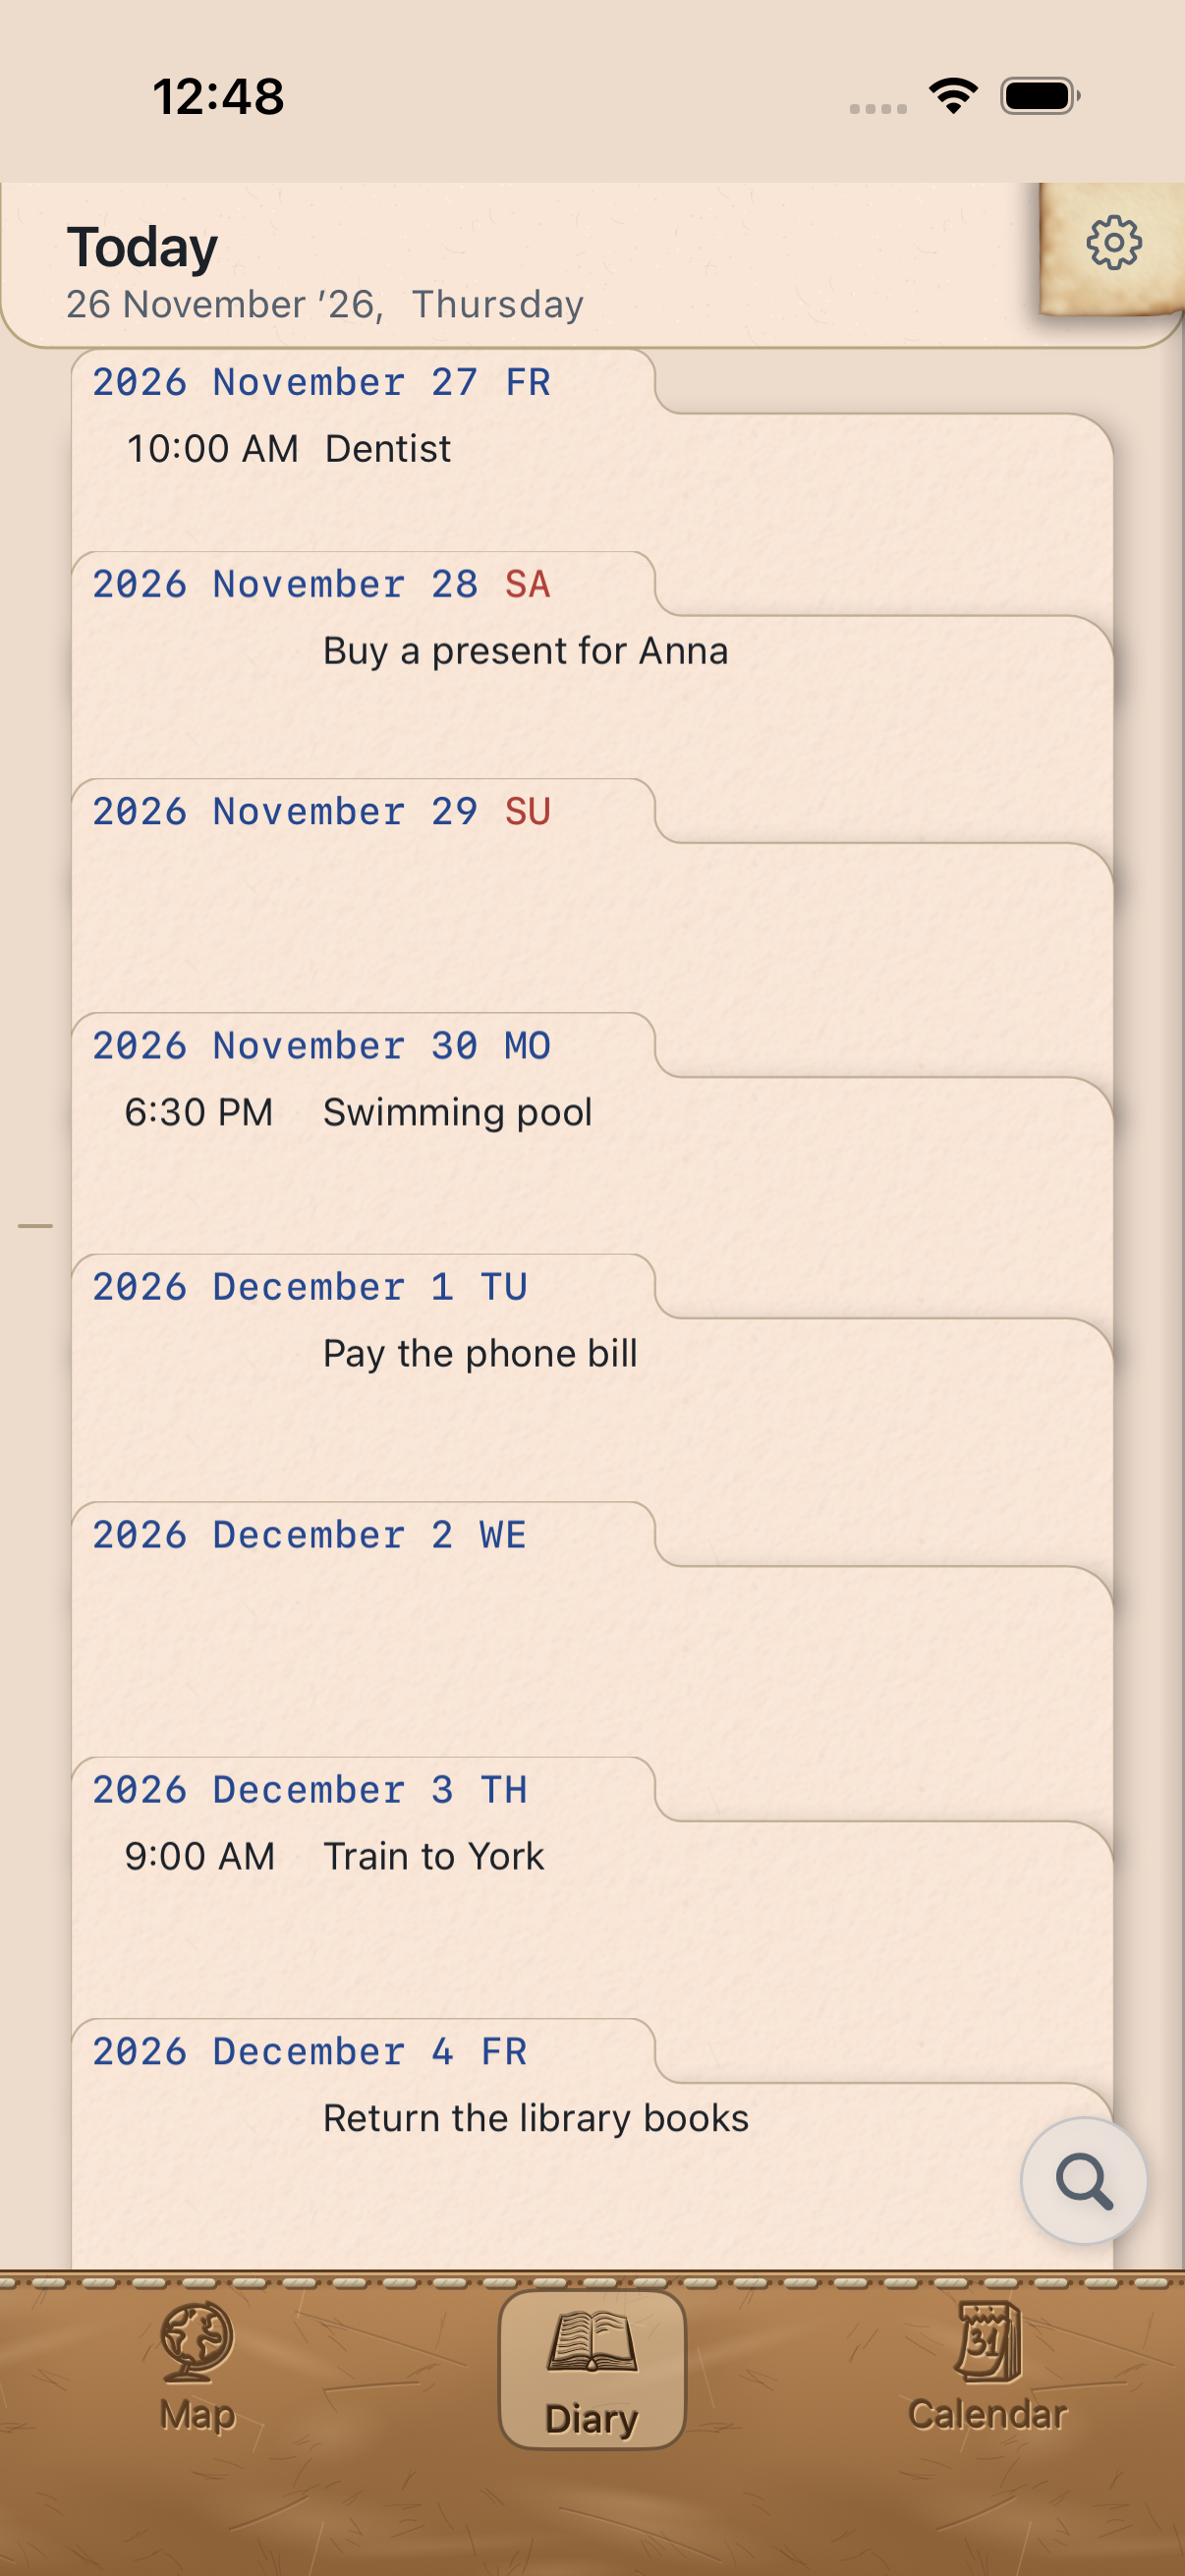 12:48
Today
26 November ’26, Thursday
2026 November 27 FR
10:00 AM Dentist
2026 November 28 SA
Buy a present for Anna
2026 November 29 SU
2026 November 30 MO
6:30 PM Swimming pool
2026 December 1 TU
Pay the phone bill
2026 December 2 WE
2026 December 3 TH
9:00 AM Train to York
2026 December 4 FR
Return the library books
31
Map Diary Calendar